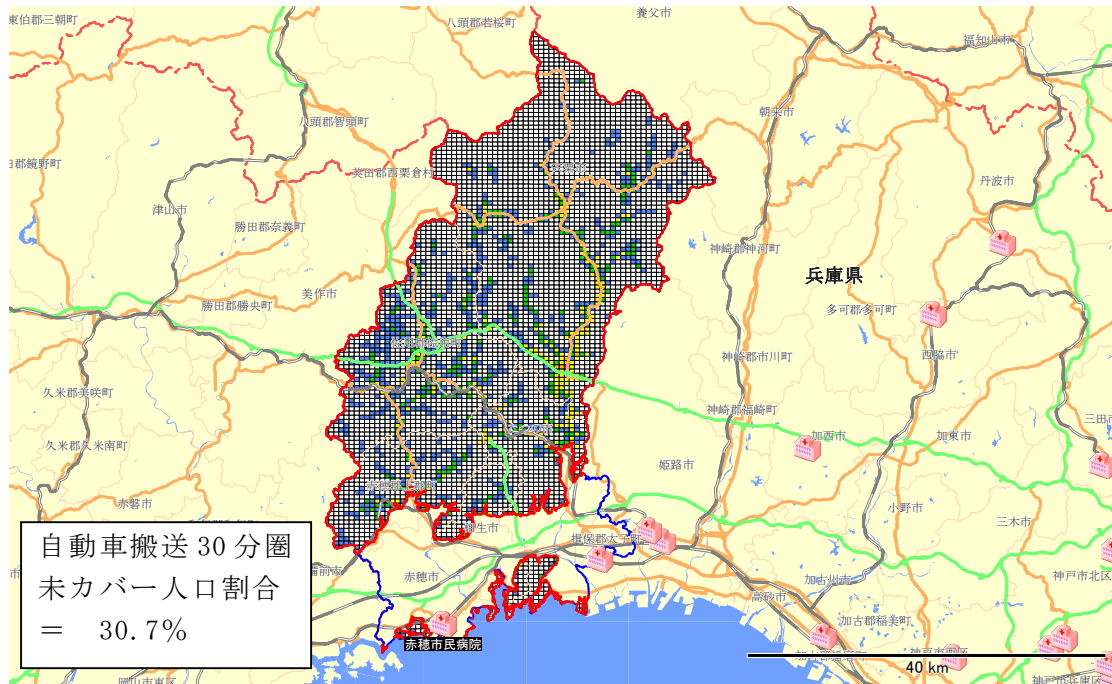 東伯郡三朝町
八頭郡若桜町
養父市
福知山市
朝来市
八頭郡智頭町
英田郡西粟倉村
丹波市
津山市
勝田郡奈義町
神崎郡神河町
兵庫県
美作市
勝田郡勝央町
多可郡多可町
西脇市
神崎郡市川町
久米郡美咲町
神崎郡福崎町
加西市
加東市
三田市
久米郡久米南町
姫路市
赤磐市
小野市
三木市
揖保郡太子町
赤穂市
加古川市
神戸市北区
高砂市
加古郡稲美町
赤穂市民病院
40 km
自動車搬送30分圏
未カバー人口割合
= 30.7%